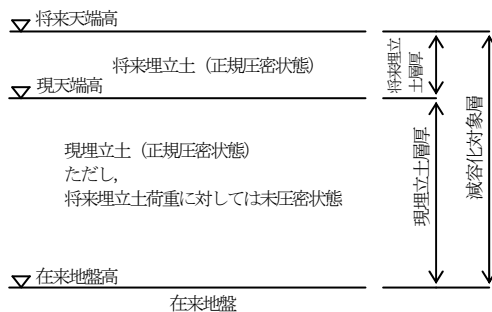 将来天端高
将来埋立土（正規圧密状態）
現天端高
現埋立土（正規圧密状態）
ただし，
将来埋立土荷重に対しては未圧密状態
在来地盤高
在来地盤
将来埋立
土層厚
現埋立土層厚
減容化対象層